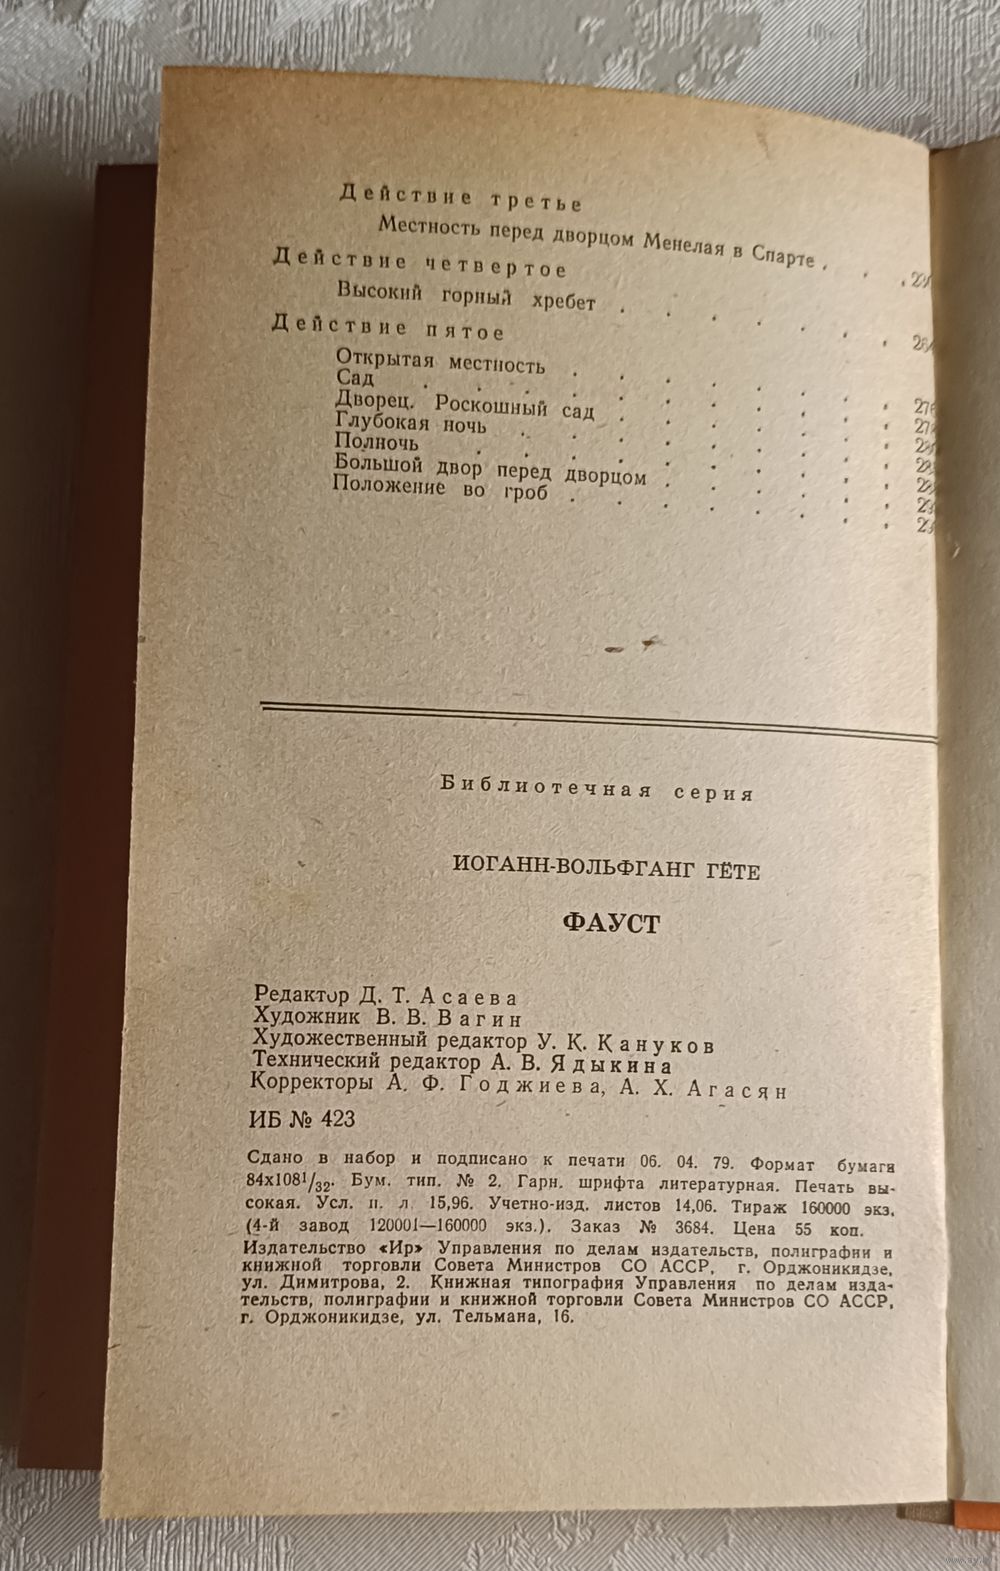 Действие третье
Местность перед дворцом Менелая в Спарте . . .
Действие четвертое
Высокий горный хребет . . . . . . .
Действие пятое
Открытая местность . . . . . . . 276
Сад . . . . . . . . . .
Дворец. Роскошный сад . . . . . . .
Глубокая ночь . . . . . . . . .
Полночь . . . . . . . . . .
Большой двор перед дворцом . . . . . .
Положение во гроб . . . . . . . .
Библиотечная серия
ИОГАНН-ВОЛЬФГАНГ ГЁТЕ
ФАУСТ
Редактор Д. Т. Асаева
Художник В. В. Вагин
Художественный редактор У. К. Кануков
Технический редактор А. В. Ядыкина
Корректоры А. Ф. Годжиева, А. Х. Агасян
ИБ № 423
Сдано в набор и подписано к печати 06. 04. 79. Формат бумаги
84х108¹/₃₂. Бум. тип. № 2. Гарн. шрифта литературная. Печать вы-
сокая. Усл. п. л 15,96. Учетно-изд. листов 14,06. Тираж 160000 экз.
(4-й завод 120001—160000 экз.). Заказ № 3684. Цена 55 коп.
Издательство «Ир» Управления по делам издательств, полиграфии и
книжной торговли Совета Министров СО АССР, г. Орджоникидзе,
ул. Димитрова, 2. Книжная типография Управления по делам изда-
тельств, полиграфии и книжной торговли Совета Министров СО АССР,
г. Орджоникидзе, ул. Тельмана, 16.